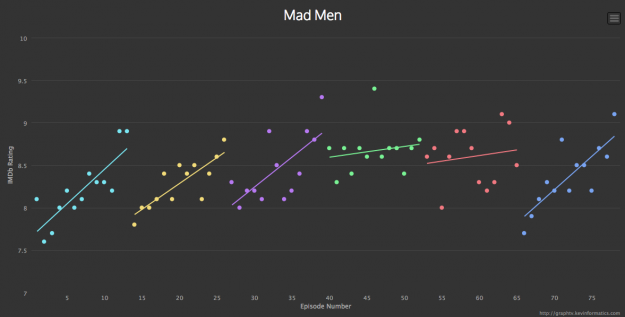 Mad Men
10
9.5
9
8.5
8
7.5
7
IMDb Rating
5 10 15 20 25 30 35 40 45 50 55 60 65 70 75
Episode Number
http://graphtv.kevinformatics.com